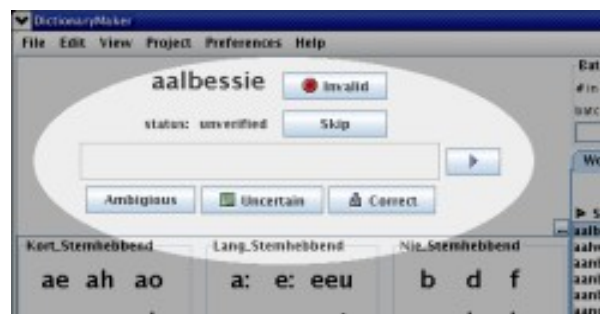 DictionaryMaker
File Edit View Project Preferences Help
aalbessie
Invalid
status: unverified
Skip
Ambigious
Uncertain
Correct
Kort_Stemhebbend
Lang_Stemhebbend
Nie_Stemhebbend
ae ah ao
a: e: eeu
b d f